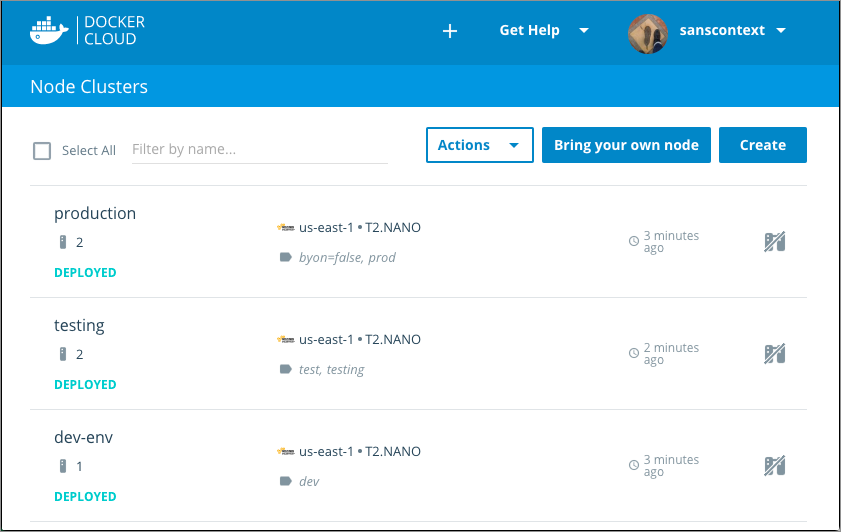 DOCKER
CLOUD
+
Get Help
sanscontext
Node Clusters
Select All
Filter by name...
Actions
Bring your own node
Create
production
2
DEPLOYED
us-east-1 • T2.NANO
byon=false, prod
3 minutes
ago
testing
2
DEPLOYED
us-east-1 • T2.NANO
test, testing
2 minutes
ago
dev-env
1
DEPLOYED
us-east-1 • T2.NANO
dev
3 minutes
ago